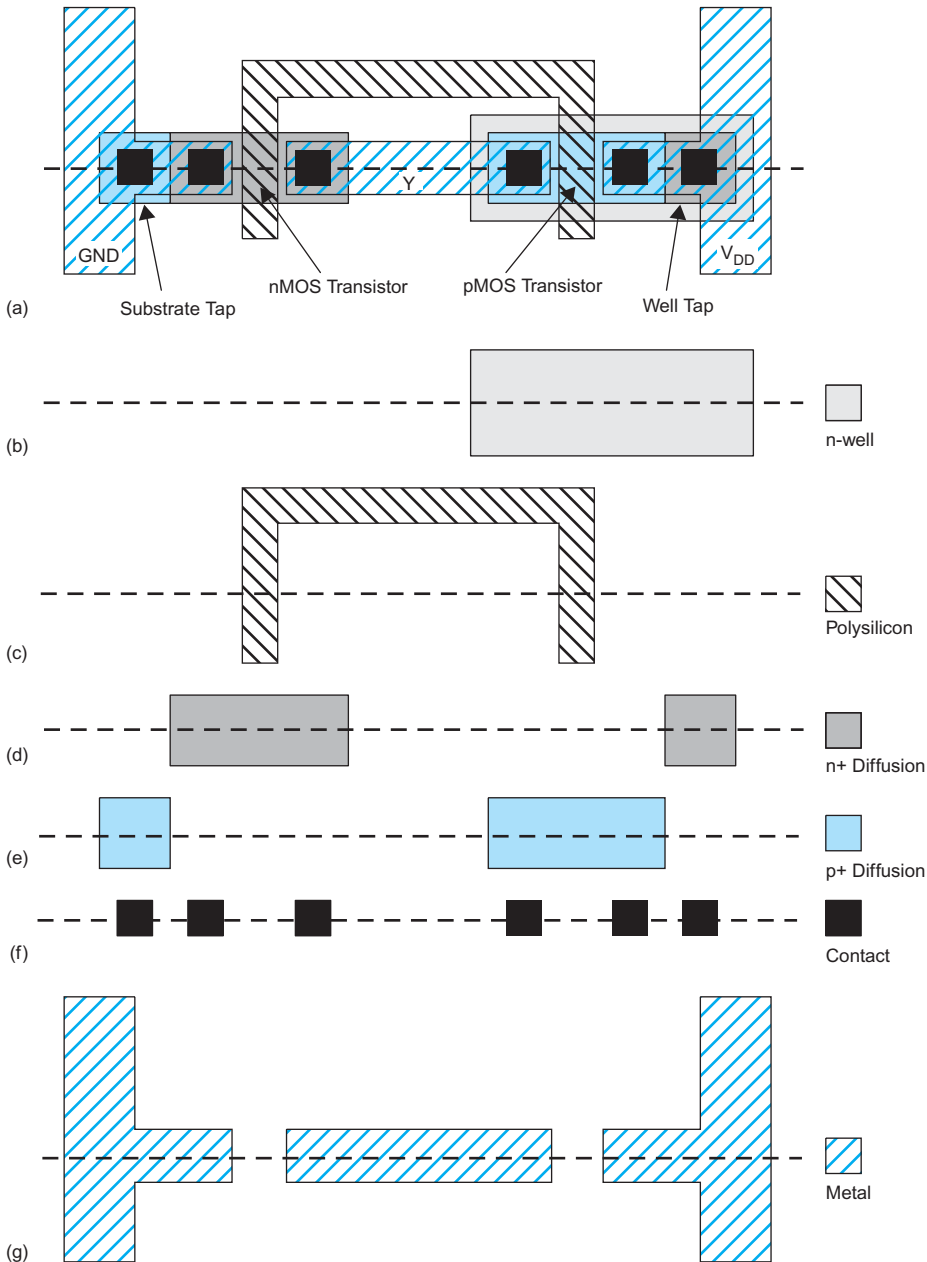 Y
GND
V_DD
nMOS Transistor
pMOS Transistor
Substrate Tap
Well Tap
(a)
(b)
n-well
(c)
Polysilicon
(d)
n+ Diffusion
(e)
p+ Diffusion
(f)
Contact
Metal
(g)